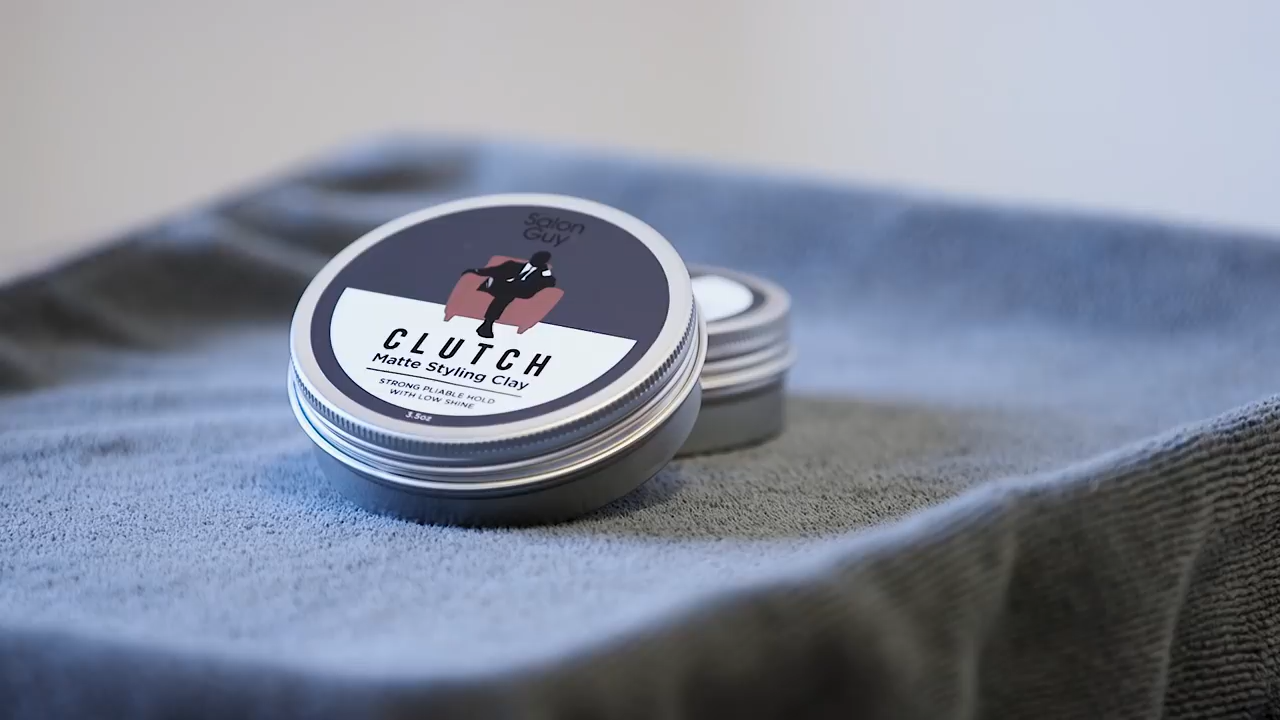 Salon
Guy
CLUTCH
Matte Styling Clay
STRONG PLIABLE HOLD
WITH LOW SHINE
3.5oz